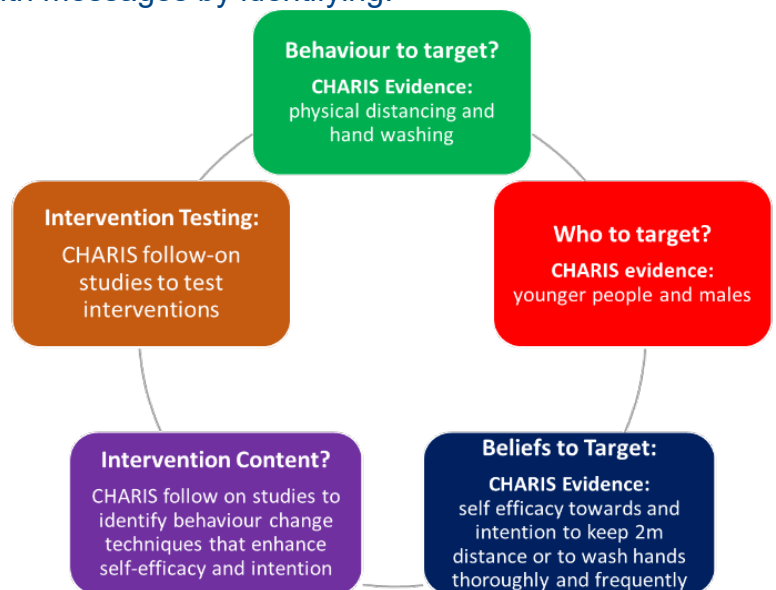 messages by identifying:
Behaviour to target?
CHARIS Evidence:
physical distancing and
hand washing
Who to target?
CHARIS evidence:
younger people and males
Beliefs to Target:
CHARIS Evidence:
self efficacy towards and
intention to keep 2m
distance or to wash hands
thoroughly and frequently
Intervention Content?
CHARIS follow on studies to
identify behaviour change
techniques that enhance
self-efficacy and intention
Intervention Testing:
CHARIS follow-on
studies to test
interventions